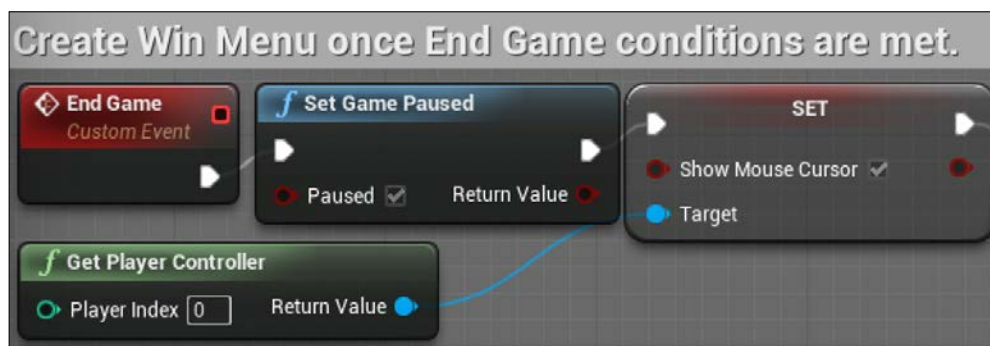 Create Win Menu once End Game conditions are met.
End Game
Custom Event
f Set Game Paused
Paused
Return Value
SET
Show Mouse Cursor
Target
f Get Player Controller
Player Index 0
Return Value